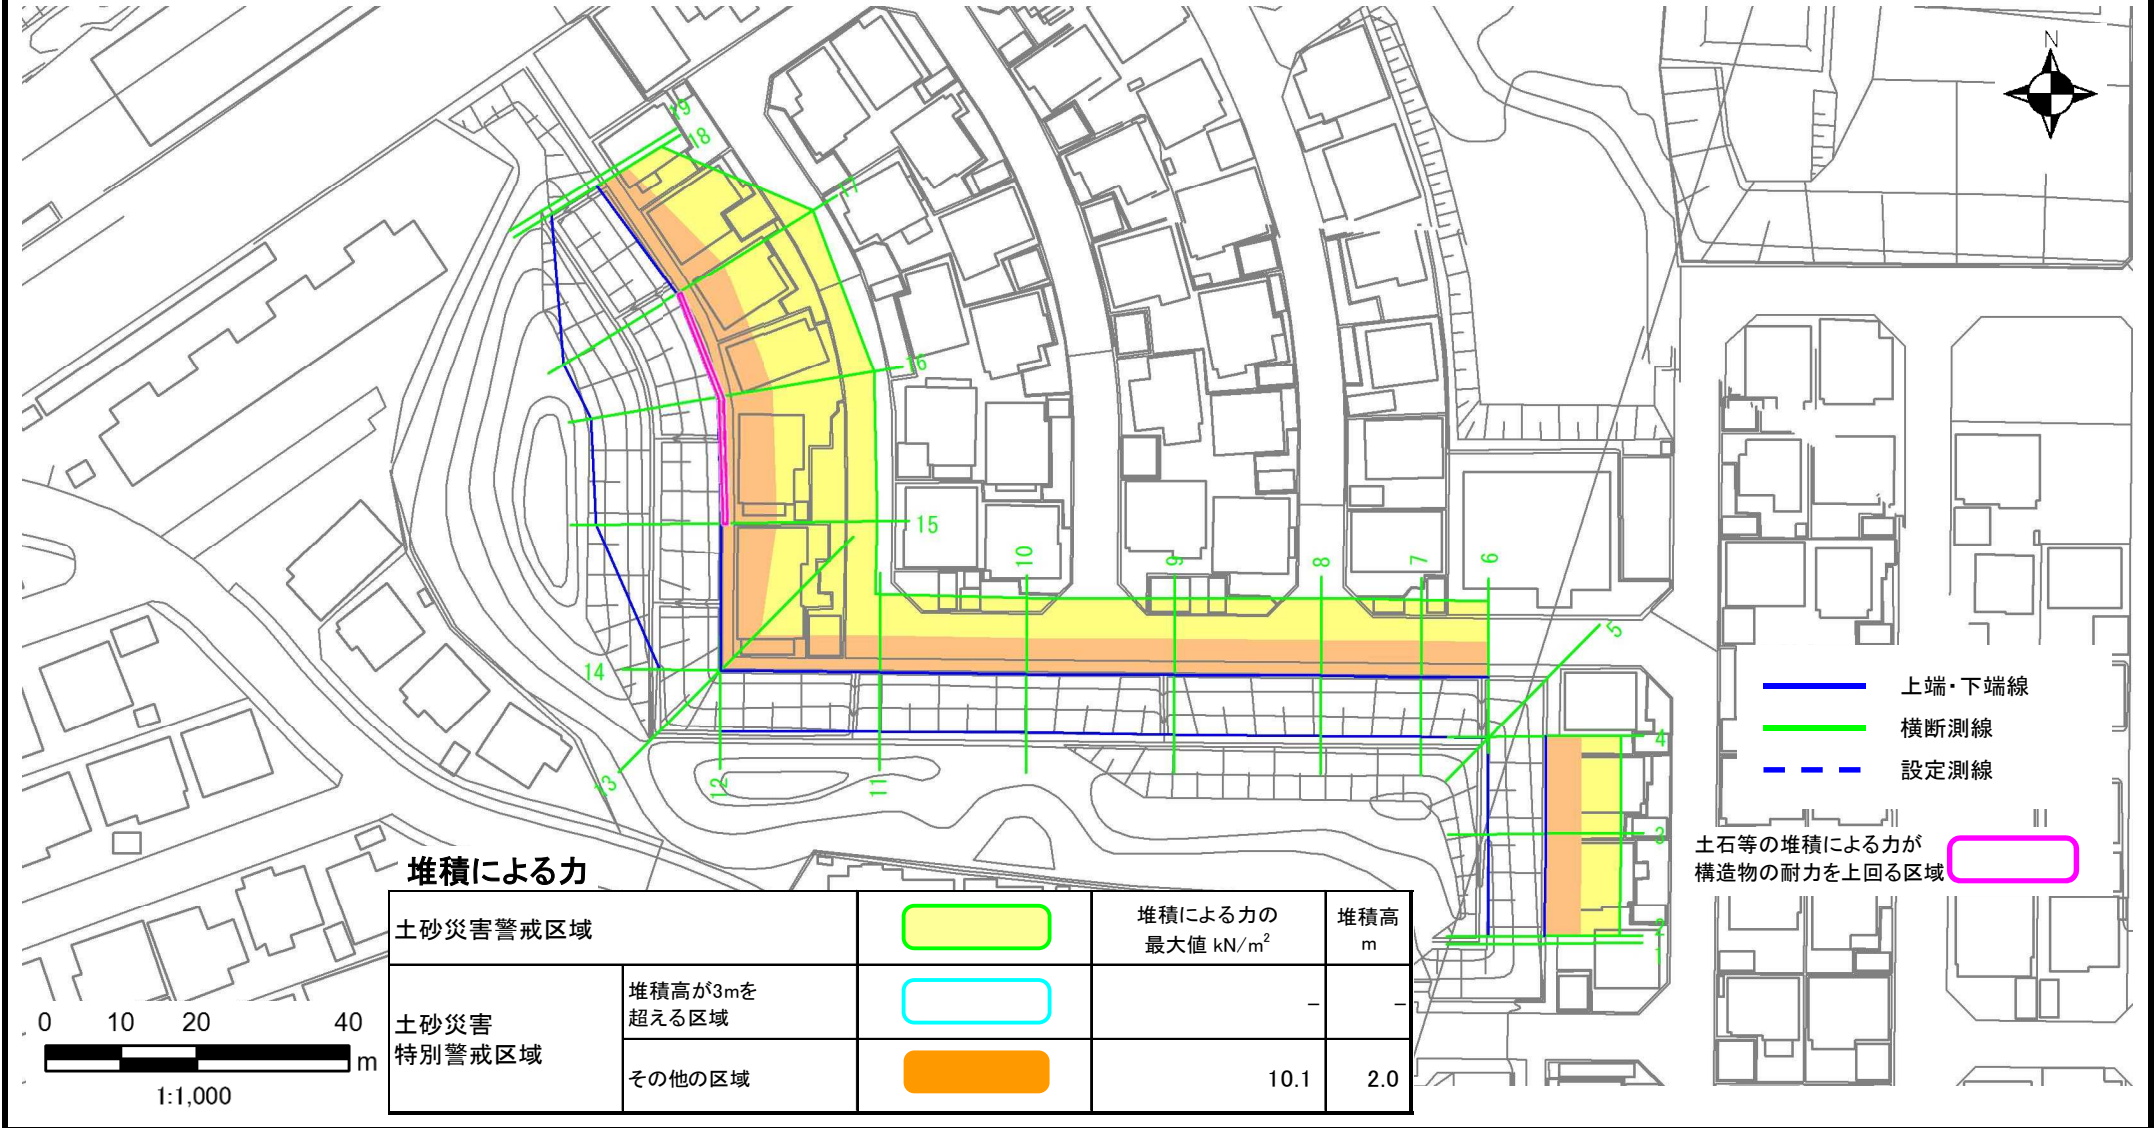 N
19
18
17
16
15
14
13
12
11
10
9
8
7
6
5
4
3
2
1
上端・下端線
横断測線
設定測線
土石等の堆積による力が
構造物の耐力を上回る区域
堆積による力
土砂災害警戒区域
堆積による力の
最大値 kN/m²
堆積高
m
土砂災害
特別警戒区域
堆積高が3mを
超える区域
－
－
その他の区域
10.1
2.0
0 10 20 40
m
1:1,000